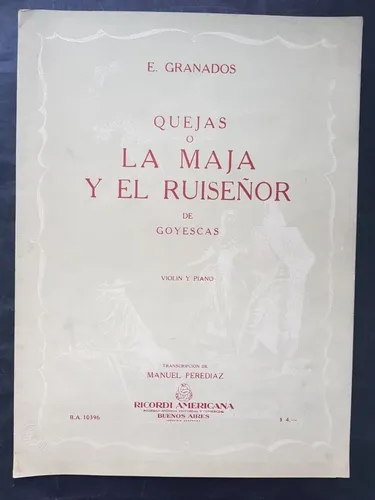 E. GRANADOS
QUEJAS
O
LA MAJA
Y EL RUISEÑOR
DE
GOYESCAS
VIOLIN Y PIANO
TRANSCRIPCION DE
MANUEL PEREDIAZ
RICORDI AMERICANA
BUENOS AIRES
B.A. 10396
$ 4.—